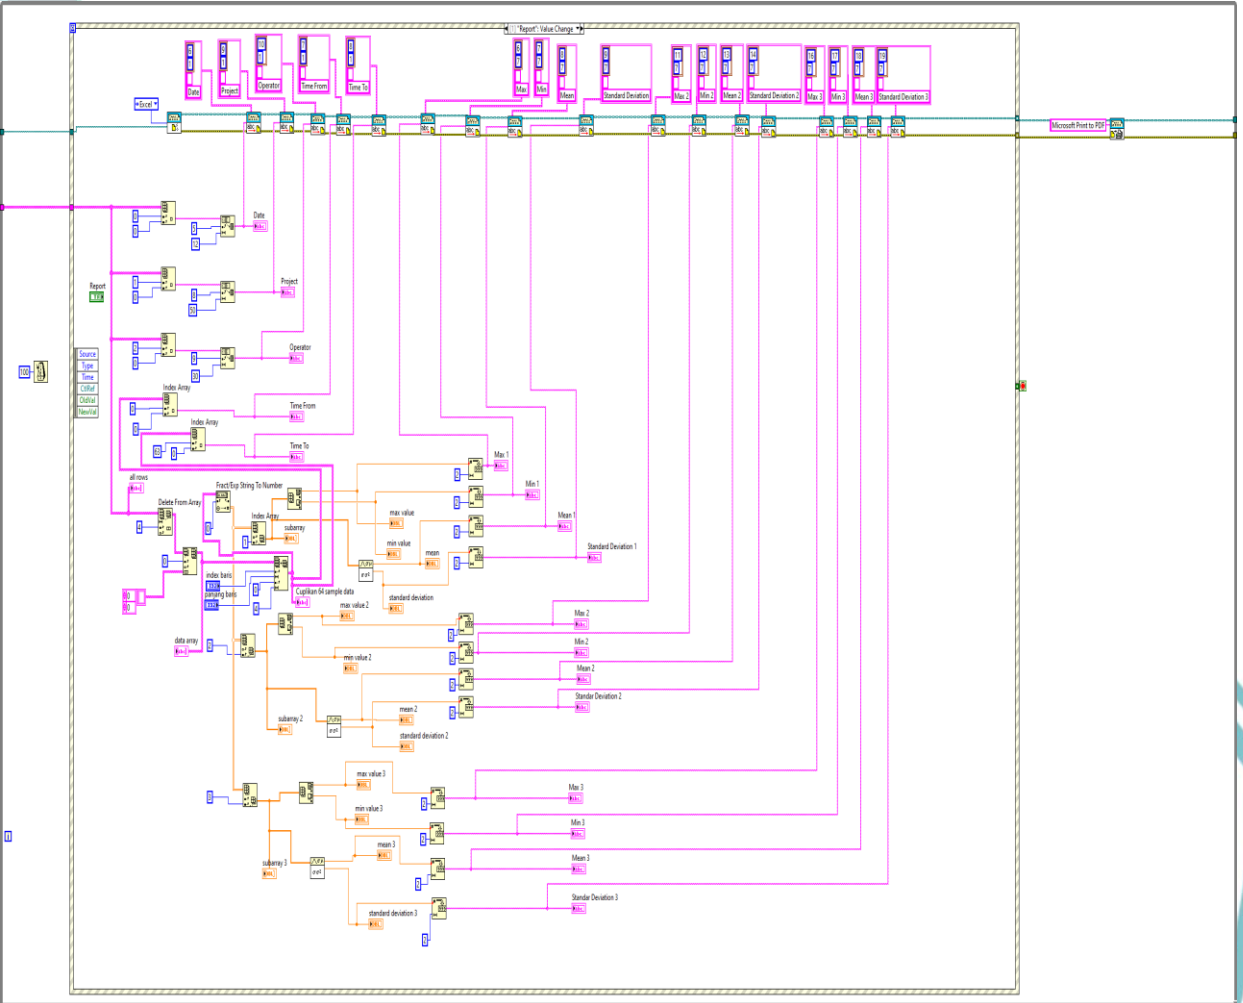 "Report": Value Change
Date
Project
Operator
Time From
Time To
Max
Min
Mean
Standard Deviation
Max 2
Min 2
Mean 2
Standard Deviation 2
Max 3
Min 3
Mean 3
Standard Deviation 3
Excel
Microsoft Print to PDF
Date
Project
Report
Operator
Source
Type
Time
CtlRef
OldVal
NewVal
100
Index Array
Time From
Index Array
Time To
Max 1
all rows
Fract/Exp String To Number
Min 1
Delete From Array
Index Array
max value
Mean 1
subarray
min value
mean
Standard Deviation 1
index baris
panjang baris
Cuplikan 64 sample data
standard deviation
max value 2
Max 2
data array
Min 2
min value 2
Mean 2
Standar Deviation 2
mean 2
subarray 2
standard deviation 2
max value 3
Max 3
min value 3
Min 3
mean 3
Mean 3
subarray 3
Standar Deviation 3
standard deviation 3
i